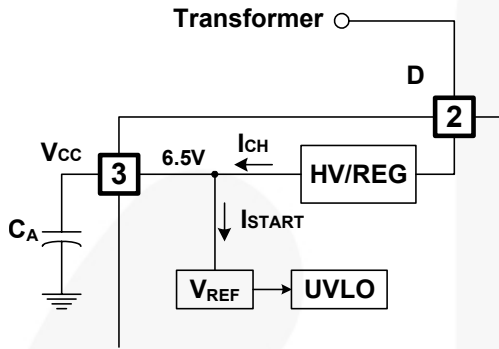 Transformer
D
2
VCC
3
6.5V
ICH
HV/REG
ISTART
CA
VREF
UVLO